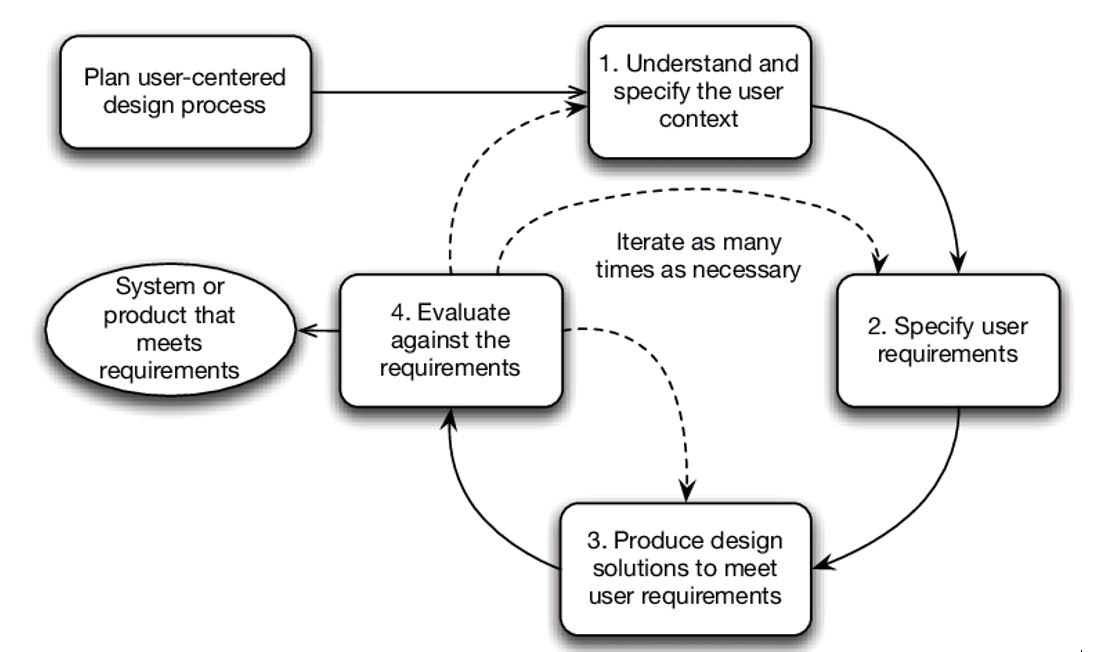 Plan user-centered
design process
1. Understand and
specify the user
context
Iterate as many
times as necessary
System or
product that
meets
requirements
4. Evaluate
against the
requirements
2. Specify user
requirements
3. Produce design
solutions to meet
user requirements